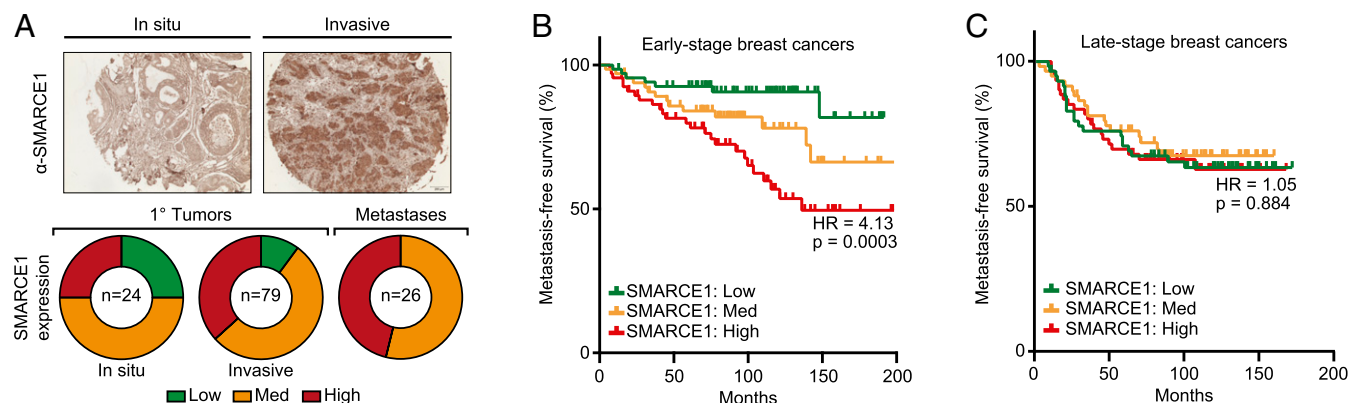 A
In situ
Invasive
α-SMARCE1
1° Tumors
Metastases
SMARCE1
expression
n=24
n=79
n=26
In situ
Invasive
Low
Med
High
B
Early-stage breast cancers
Metastasis-free survival (%)
100
50
0
HR = 4.13
p = 0.0003
SMARCE1: Low
SMARCE1: Med
SMARCE1: High
0
50
100
150
200
Months
C
Late-stage breast cancers
Metastasis-free survival (%)
100
50
0
HR = 1.05
p = 0.884
SMARCE1: Low
SMARCE1: Med
SMARCE1: High
0
50
100
150
200
Months